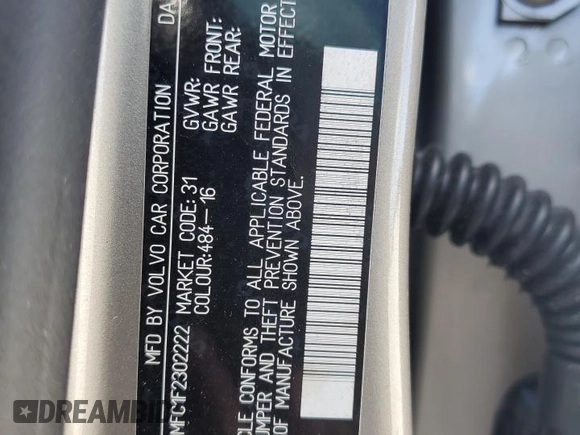 MFD BY VOLVO CAR CORPORATION DA
MFC1F2302222 MARKET CODE:31
COLOUR:484-16
GVWR:
GAWR FRONT:
GAWR REAR:
CLE CONFORMS TO ALL APPLICABLE FEDERAL MOTOR
UMPER AND THEFT PREVENTION STANDARDS IN EFFECT
OF MANUFACTURE SHOWN ABOVE.
DREAMBID